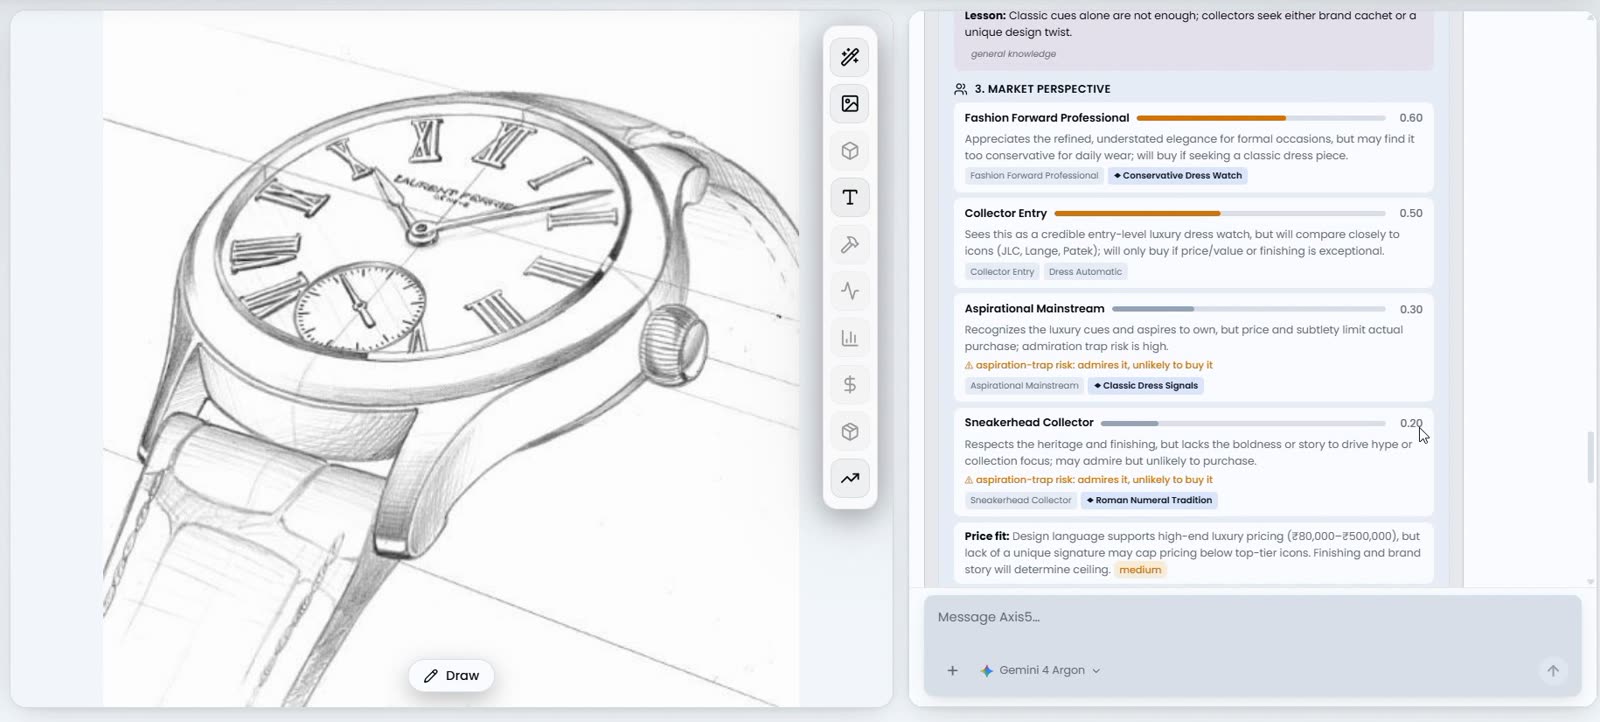 XI
XII
I
II
X
LAURENT FERRIER
GENÈVE
III
IIII
Draw
Lesson: Classic cues alone are not enough; collectors seek either brand cachet or a
unique design twist.
general knowledge
3. MARKET PERSPECTIVE
Fashion Forward Professional 0.60
Appreciates the refined, understated elegance for formal occasions, but may find it
too conservative for daily wear; will buy if seeking a classic dress piece.
Fashion Forward Professional Conservative Dress Watch
Collector Entry 0.50
Sees this as a credible entry-level luxury dress watch, but will compare closely to
icons (JLC, Lange, Patek); will only buy if price/value or finishing is exceptional.
Collector Entry Dress Automatic
Aspirational Mainstream 0.30
Recognizes the luxury cues and aspires to own, but price and subtlety limit actual
purchase; admiration trap risk is high.
⚠ aspiration-trap risk: admires it, unlikely to buy it
Aspirational Mainstream Classic Dress Signals
Sneakerhead Collector 0.20
Respects the heritage and finishing, but lacks the boldness or story to drive hype or
collection focus; may admire but unlikely to purchase.
⚠ aspiration-trap risk: admires it, unlikely to buy it
Sneakerhead Collector Roman Numeral Tradition
Price fit: Design language supports high-end luxury pricing (₹80,000–₹500,000), but
lack of a unique signature may cap pricing below top-tier icons. Finishing and brand
story will determine ceiling. medium
Message Axis5...
Gemini 4 Argon